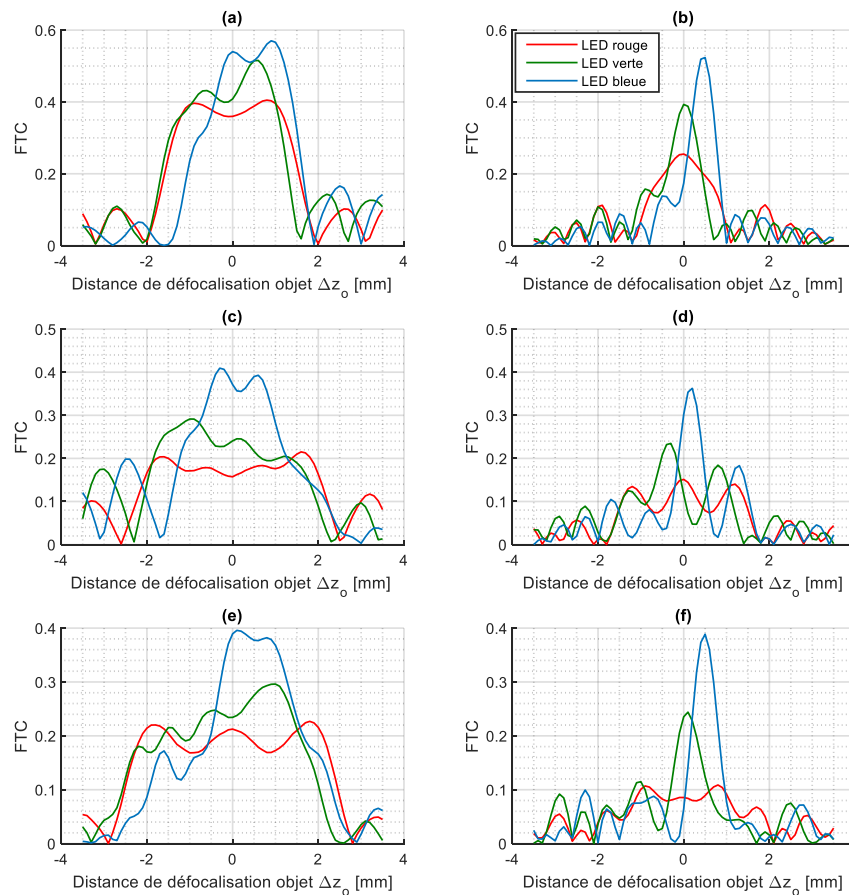 (a)
0.6
0.4
0.2
0
FTC
-4 -2 0 2 4
Distance de défocalisation objet Δz_o [mm]
(b)
LED rouge
LED verte
LED bleue
0.6
0.4
0.2
0
FTC
-4 -2 0 2
Distance de défocalisation objet Δz_o [mm]
(c)
0.5
0.4
0.3
0.2
0.1
0
FTC
-4 -2 0 2 4
Distance de défocalisation objet Δz_o [mm]
(d)
0.5
0.4
0.3
0.2
0.1
0
FTC
-4 -2 0 2
Distance de défocalisation objet Δz_o [mm]
(e)
0.4
0.3
0.2
0.1
0
FTC
-4 -2 0 2 4
Distance de défocalisation objet Δz_o [mm]
(f)
0.4
0.3
0.2
0.1
0
FTC
-4 -2 0 2
Distance de défocalisation objet Δz_o [mm]